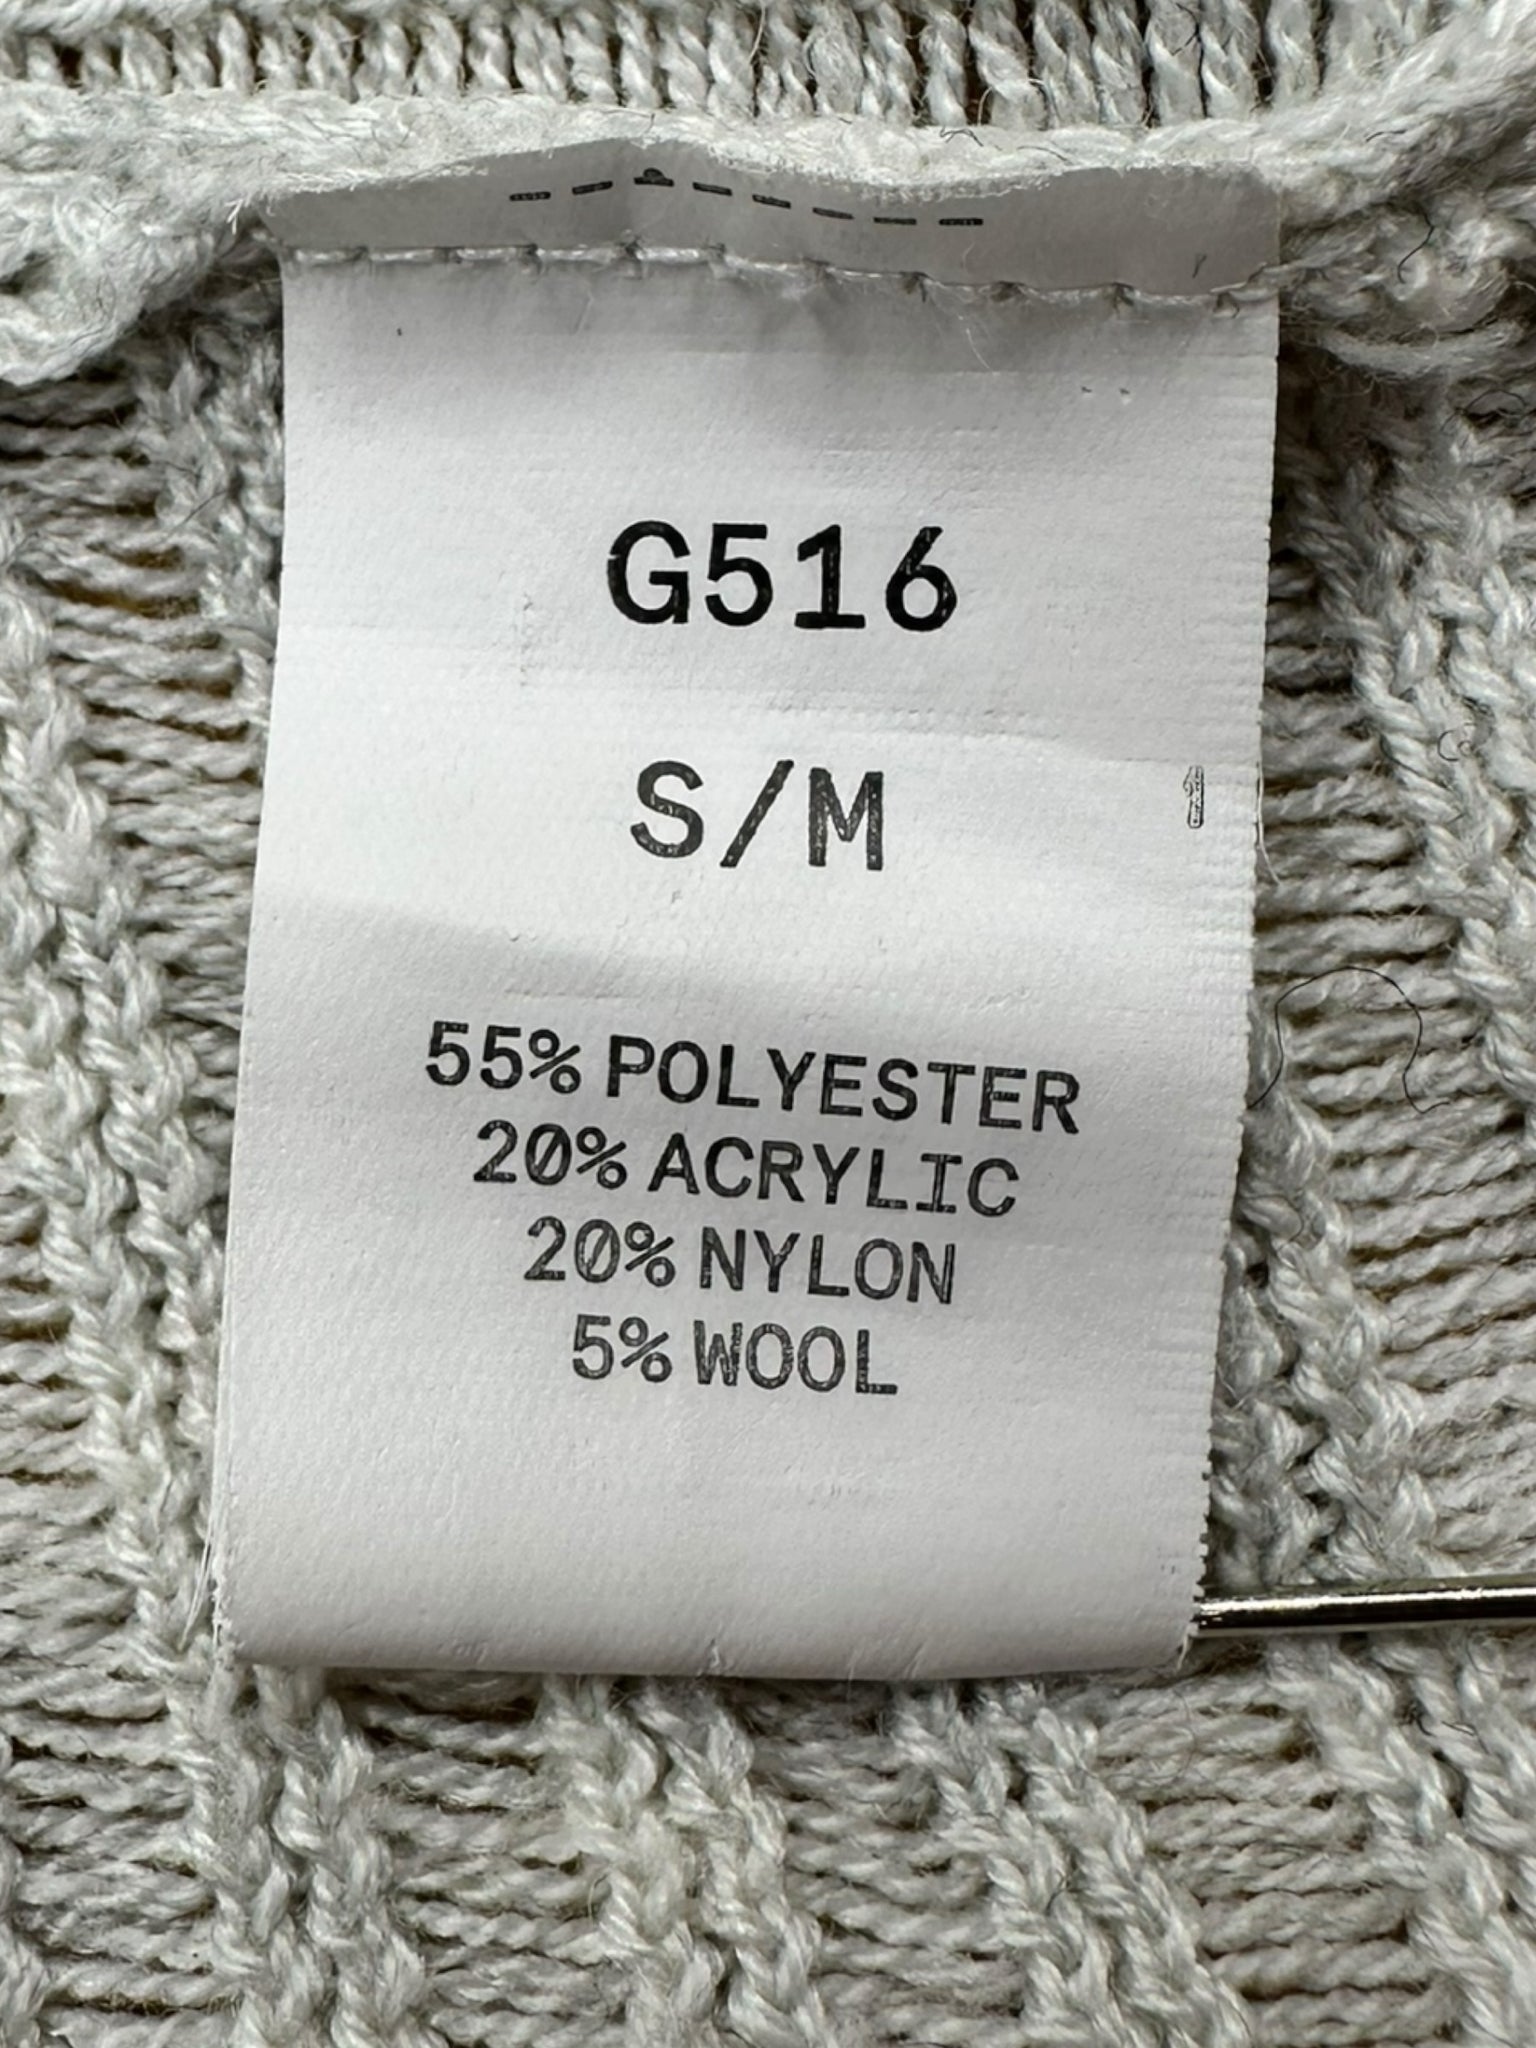 G516
S/M
55% POLYESTER
20% ACRYLIC
20% NYLON
5% WOOL